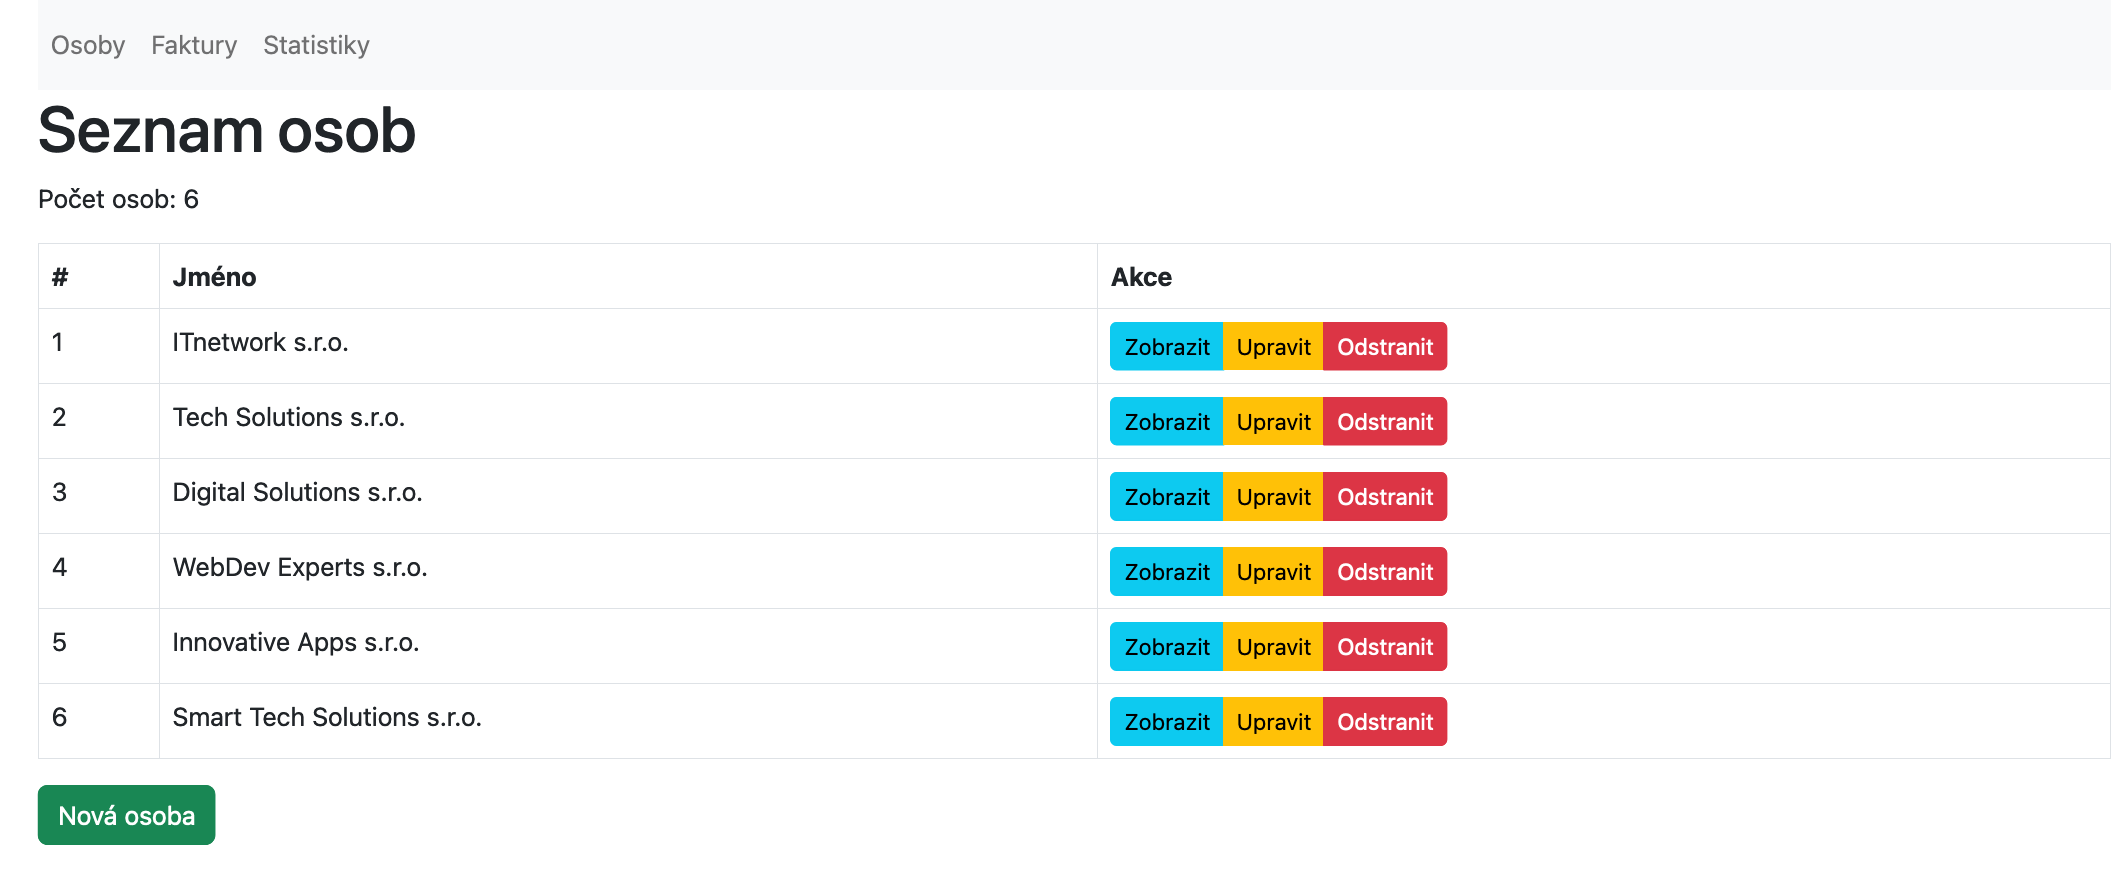 Osoby Faktury Statistiky
Seznam osob
Počet osob: 6
# Jméno Akce
1 ITnetwork s.r.o. Zobrazit Upravit Odstranit
2 Tech Solutions s.r.o. Zobrazit Upravit Odstranit
3 Digital Solutions s.r.o. Zobrazit Upravit Odstranit
4 WebDev Experts s.r.o. Zobrazit Upravit Odstranit
5 Innovative Apps s.r.o. Zobrazit Upravit Odstranit
6 Smart Tech Solutions s.r.o. Zobrazit Upravit Odstranit
Nová osoba